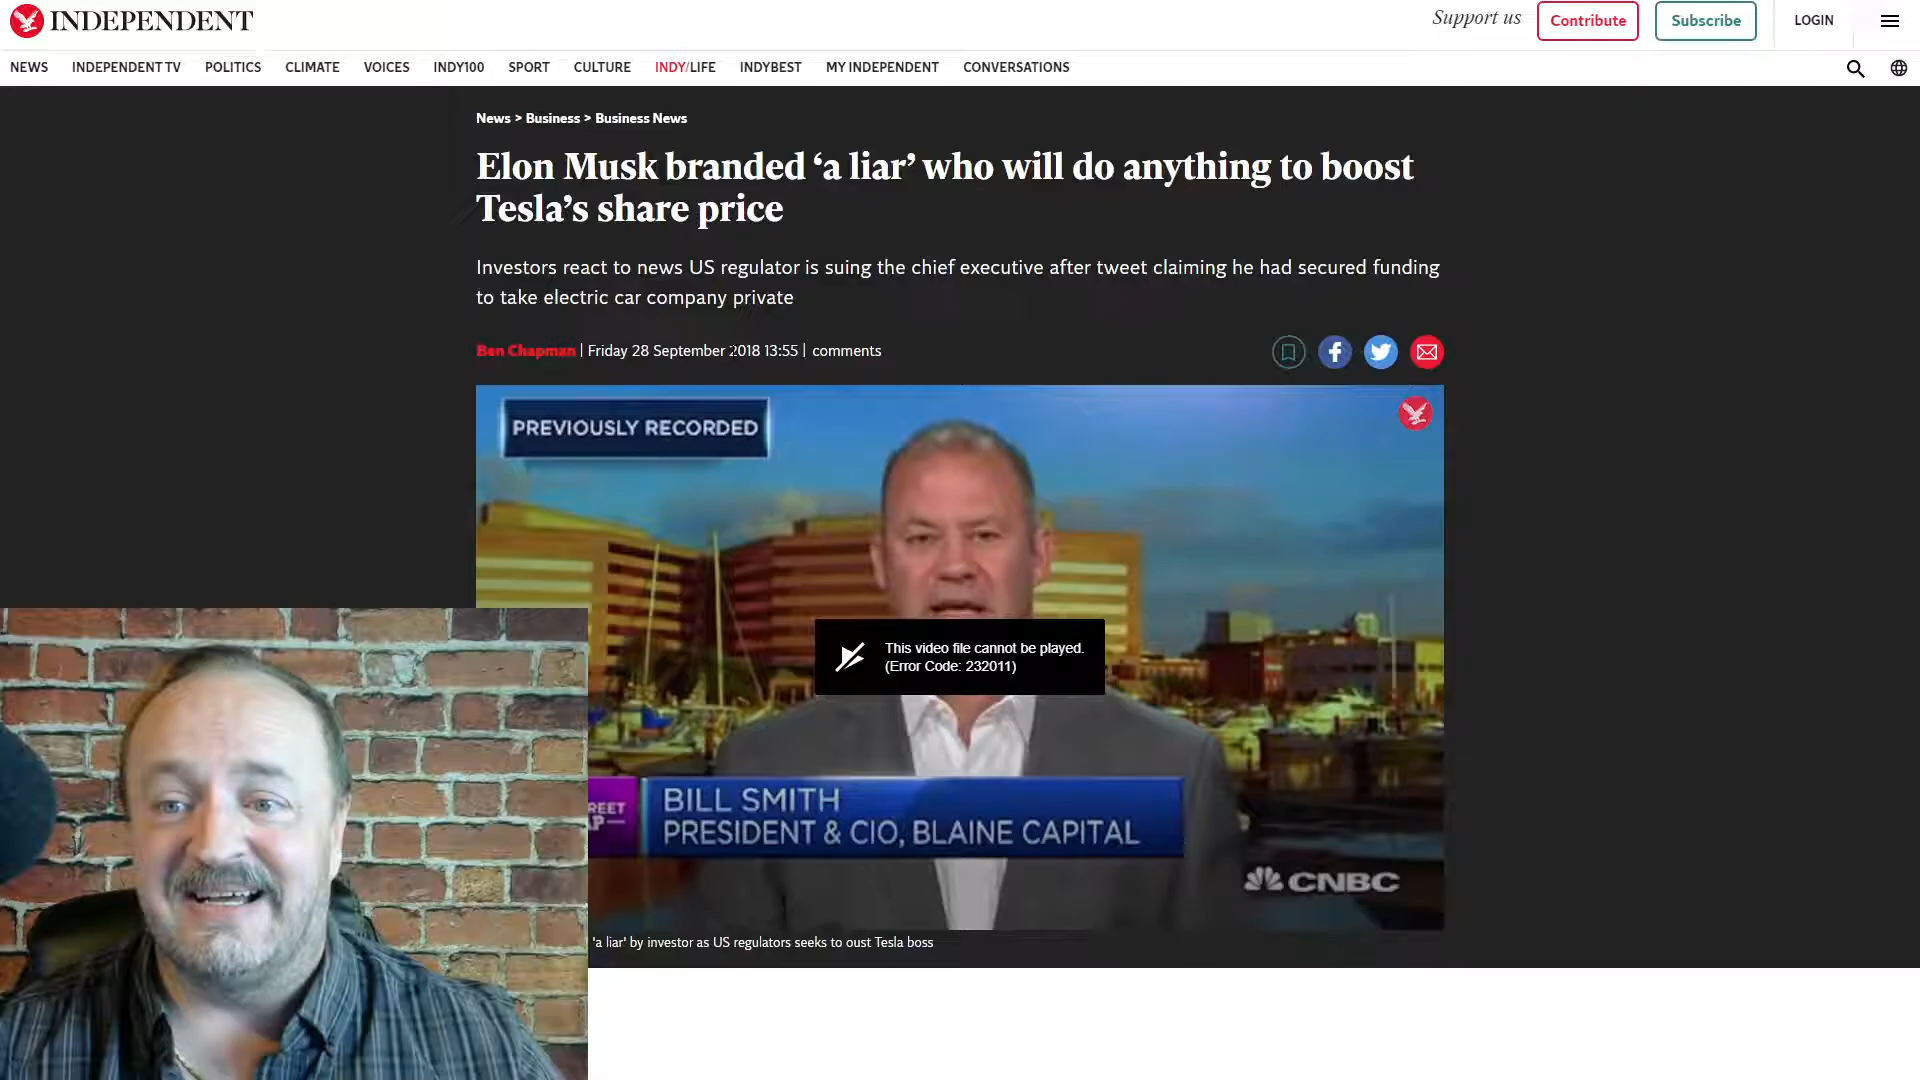 INDEPENDENT
Support us
Contribute
Subscribe
LOGIN
NEWS INDEPENDENT TV POLITICS CLIMATE VOICES INDY100 SPORT CULTURE INDY/LIFE INDYBEST MY INDEPENDENT CONVERSATIONS
News > Business > Business News
Elon Musk branded ‘a liar’ who will do anything to boost
Tesla’s share price
Investors react to news US regulator is suing the chief executive after tweet claiming he had secured funding
to take electric car company private
Ben Chapman | Friday 28 September 2018 13:55 | comments
PREVIOUSLY RECORDED
This video file cannot be played.
(Error Code: 232011)
BILL SMITH
PRESIDENT & CIO, BLAINE CAPITAL
CNBC
'a liar' by investor as US regulators seeks to oust Tesla boss